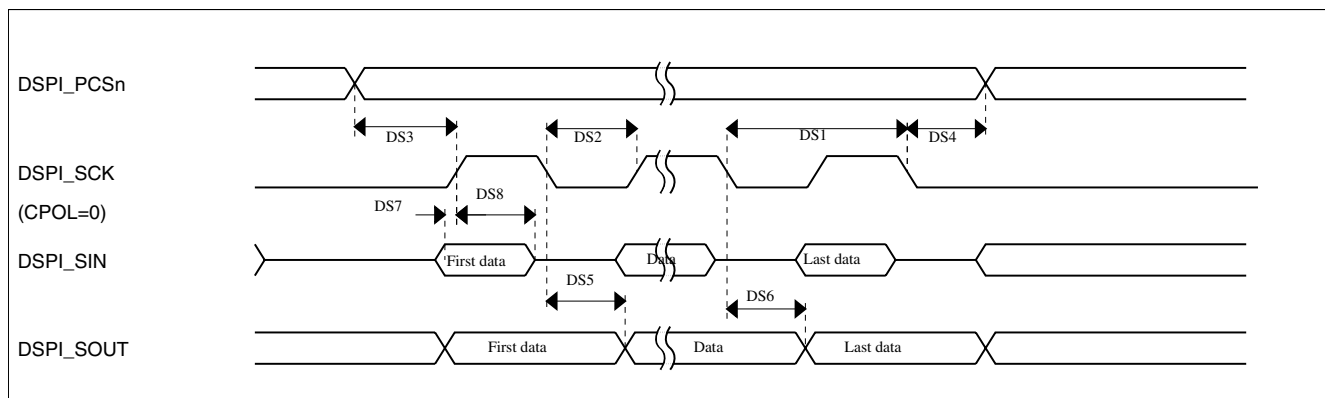 DSPI_PCSn
DS3
DS2
DS1
DS4
DSPI_SCK
(CPOL=0)
DS7
DS8
DSPI_SIN
First data
Data
Last data
DS5
DS6
DSPI_SOUT
First data
Data
Last data